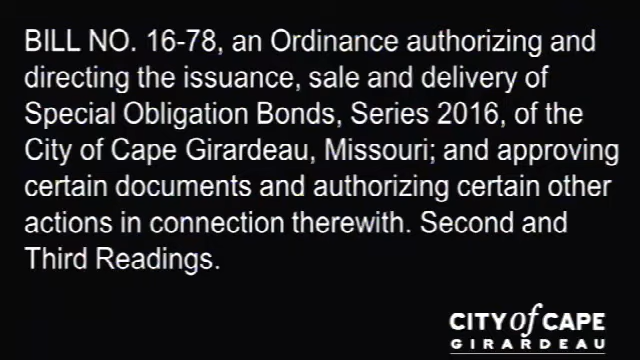 BILL NO. 16-78, an Ordinance authorizing and
directing the issuance, sale and delivery of
Special Obligation Bonds, Series 2016, of the
City of Cape Girardeau, Missouri; and approving
certain documents and authorizing certain other
actions in connection therewith. Second and
Third Readings.
CITY of CAPE
GIRARDEAU